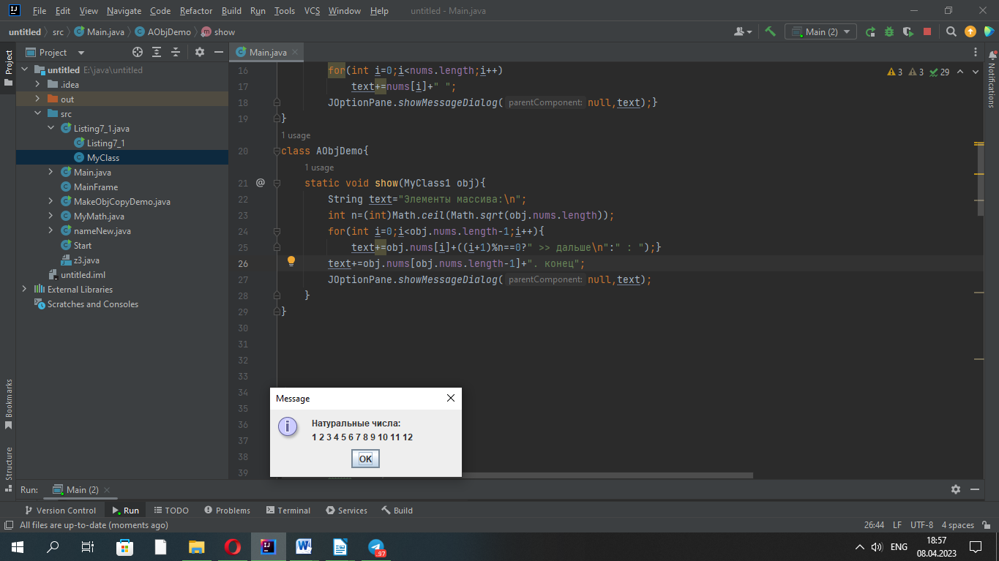 File Edit View Navigate Code Refactor Build Run Tools VCS Window Help untitled - Main.java
untitled src Main.java AObjDemo show Main (2)
Project Main.java
untitled E:\java\untitled
.idea
out
src
Listing7_1.java
Listing7_1
MyClass
Main.java
MainFrame
MakeObjCopyDemo.java
MyMath.java
nameNew.java
Start
z3.java
untitled.iml
External Libraries
Scratches and Consoles
Project
Bookmarks
Structure
Notifications
3 3 29
16 for(int i=0;i<nums.length;i++)
17 text+=nums[i]+" ";
18 JOptionPane.showMessageDialog( parentComponent: null,text);}
19 }
1 usage
20 class AObjDemo{
1 usage
21 @ static void show(MyClass1 obj){
22 String text="Элементы массива:\n";
23 int n=(int)Math.ceil(Math.sqrt(obj.nums.length));
24 for(int i=0;i<obj.nums.length-1;i++){
25 text+=obj.nums[i]+((i+1)%n==0?" >> дальше\n":" : ");}
26 text+=obj.nums[obj.nums.length-1]+". конец";
27 JOptionPane.showMessageDialog( parentComponent: null,text);
28 }
29 }
30
31
32
33
34
35
36
37
38
39
Message
Натуральные числа:
1 2 3 4 5 6 7 8 9 10 11 12
OK
Run: Main (2)
Version Control Run TODO Problems Terminal Services Build
All files are up-to-date (moments ago) 26:44 LF UTF-8 4 spaces
97 ENG 18:57
08.04.2023